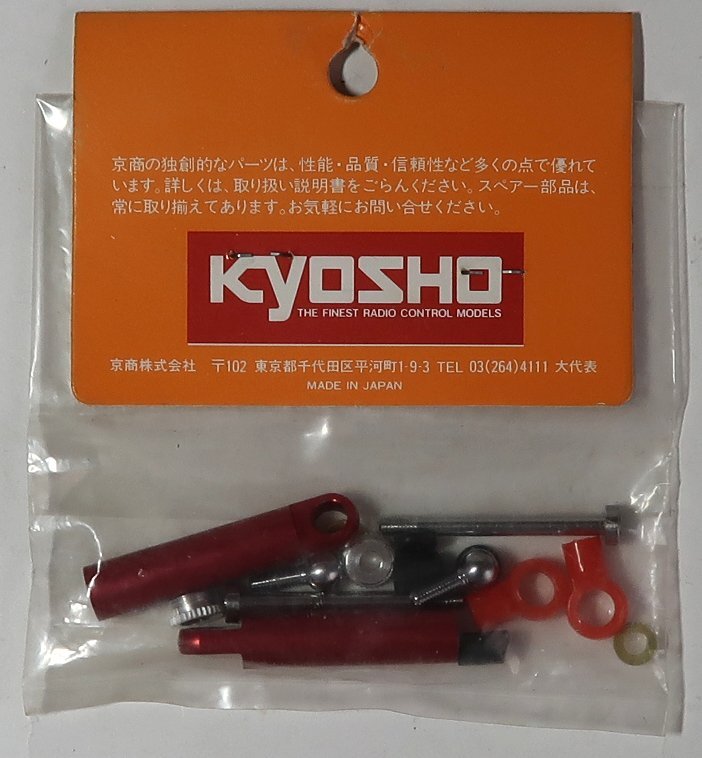 京商の独創的なパーツは、性能・品質・信頼性など多くの点で優れて
います。詳しくは、取り扱い説明書をごらんください。スペアー部品は、
常に取り揃えてあります。お気軽にお問い合せください。
KYOSHO
THE FINEST RADIO CONTROL MODELS
京商株式会社 〒102 東京都千代田区平河町1-9-3 TEL 03(264)4111 大代表
MADE IN JAPAN